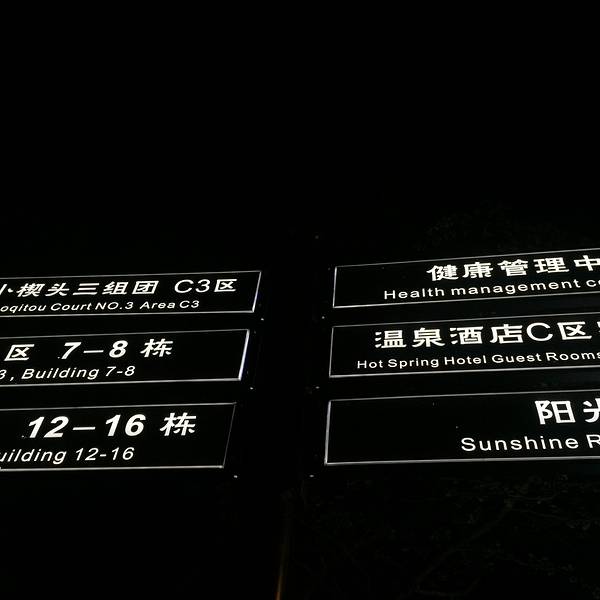 小楔头三组团 C3区
oqitou Court NO.3 Area C3
区 7-8 栋
3, Building 7-8
12-16 栋
uilding 12-16
健康管理中
Health management c
温泉酒店C区
Hot Spring Hotel Guest Rooms
阳光
Sunshine R